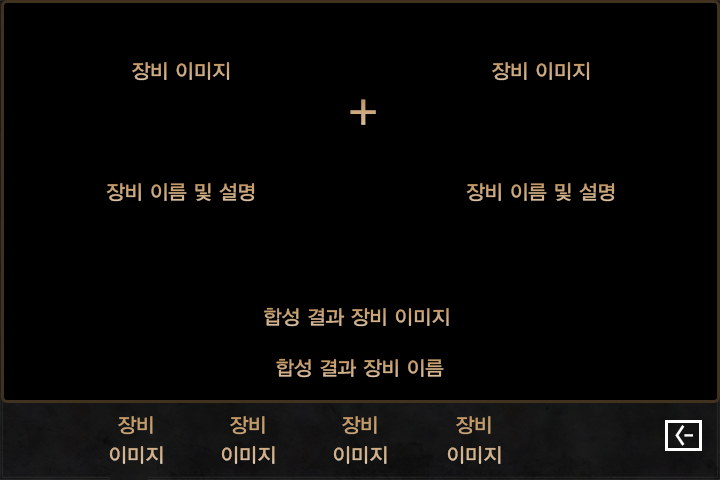 장비 이미지
장비 이미지
+
장비 이름 및 설명
장비 이름 및 설명
합성 결과 장비 이미지
합성 결과 장비 이름
장비
이미지
장비
이미지
장비
이미지
장비
이미지